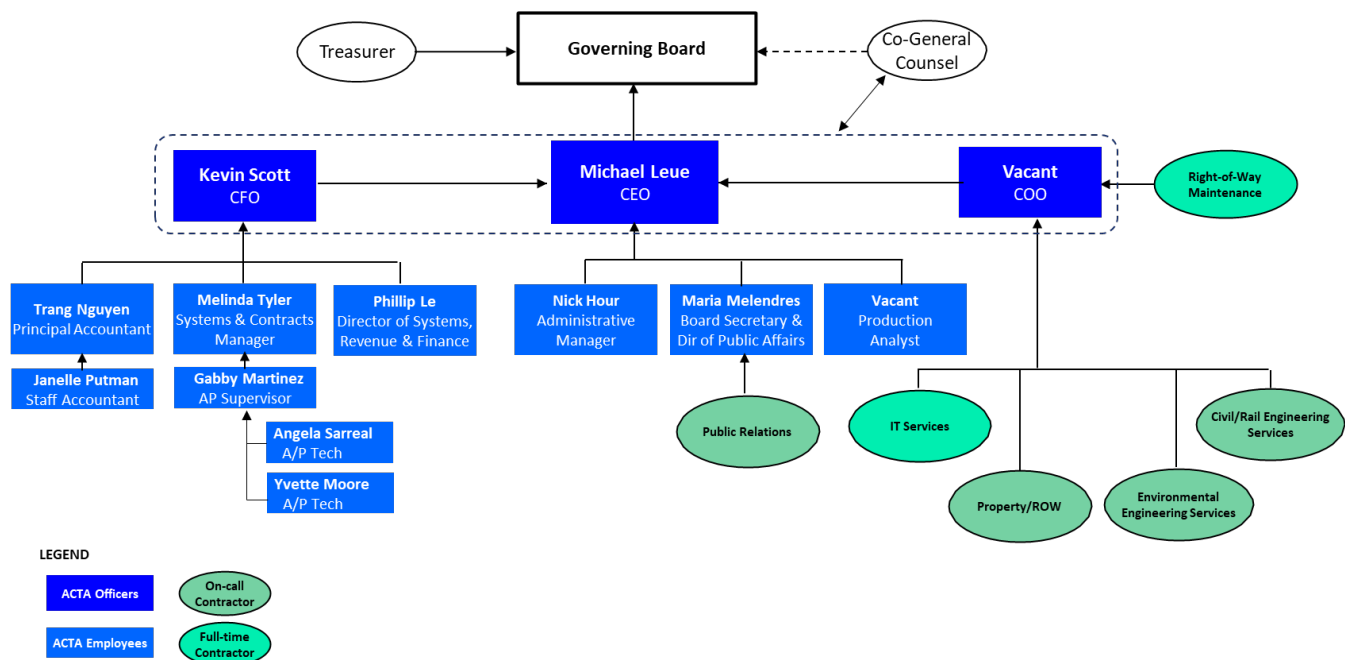 Treasurer
Governing Board
Co-General
Counsel
Kevin Scott
CFO
Michael Leue
CEO
Vacant
COO
Right-of-Way
Maintenance
Trang Nguyen
Principal Accountant
Melinda Tyler
Systems & Contracts
Manager
Phillip Le
Director of Systems,
Revenue & Finance
Nick Hour
Administrative
Manager
Maria Melendres
Board Secretary &
Dir of Public Affairs
Vacant
Production
Analyst
Janelle Putman
Staff Accountant
Gabby Martinez
AP Supervisor
Angela Sarreal
A/P Tech
Yvette Moore
A/P Tech
Public Relations
IT Services
Civil/Rail Engineering
Services
Property/ROW
Environmental
Engineering Services
LEGEND
ACTA Officers
On-call
Contractor
ACTA Employees
Full-time
Contractor